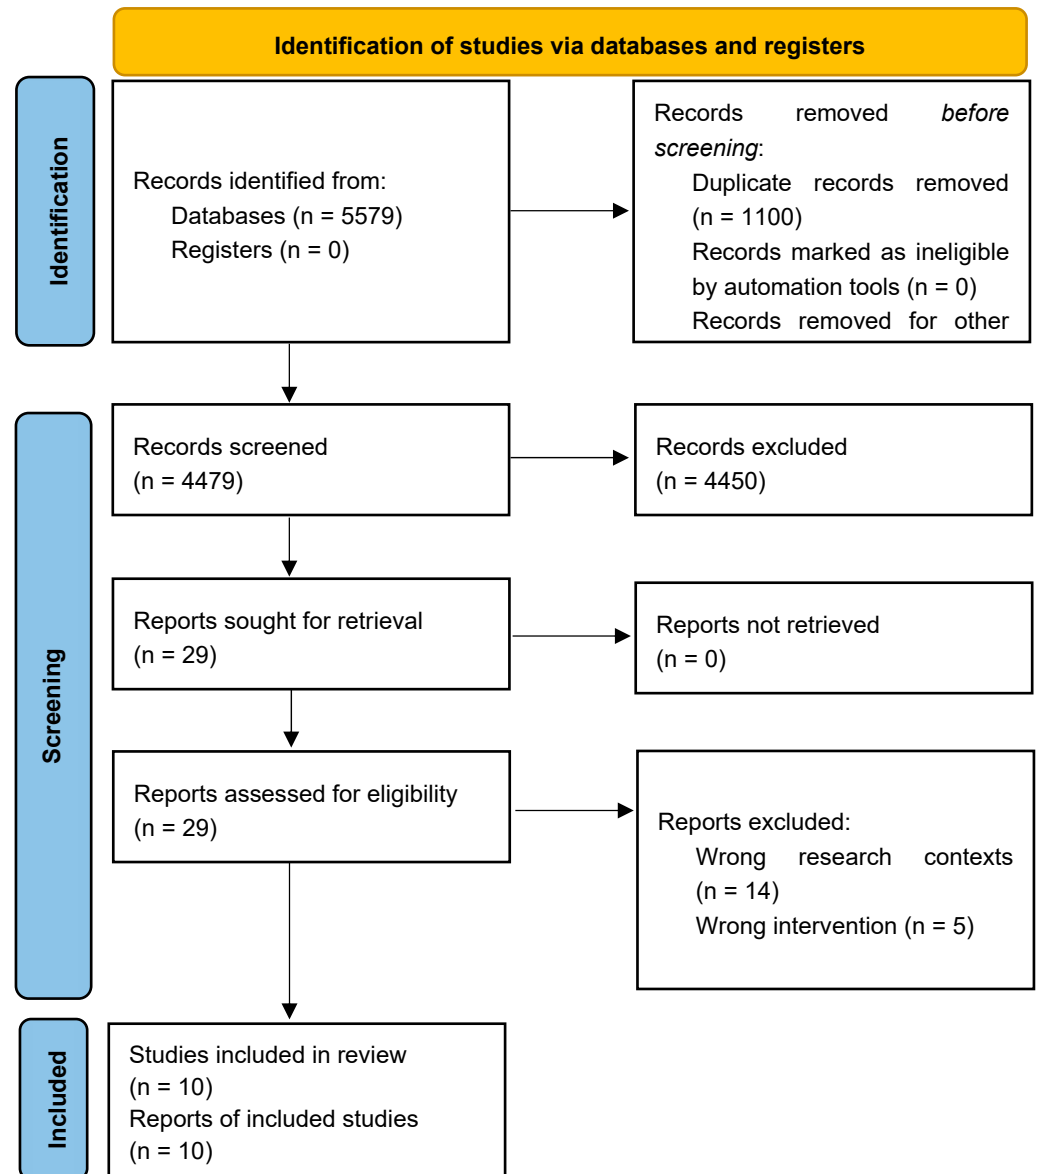 Identification of studies via databases and registers
Identification
Records identified from:
Databases (n = 5579)
Registers (n = 0)
Records removed before
screening:
Duplicate records removed
(n = 1100)
Records marked as ineligible
by automation tools (n = 0)
Records removed for other
Screening
Records screened
(n = 4479)
Records excluded
(n = 4450)
Reports sought for retrieval
(n = 29)
Reports not retrieved
(n = 0)
Reports assessed for eligibility
(n = 29)
Reports excluded:
Wrong research contexts
(n = 14)
Wrong intervention (n = 5)
Included
Studies included in review
(n = 10)
Reports of included studies
(n = 10)